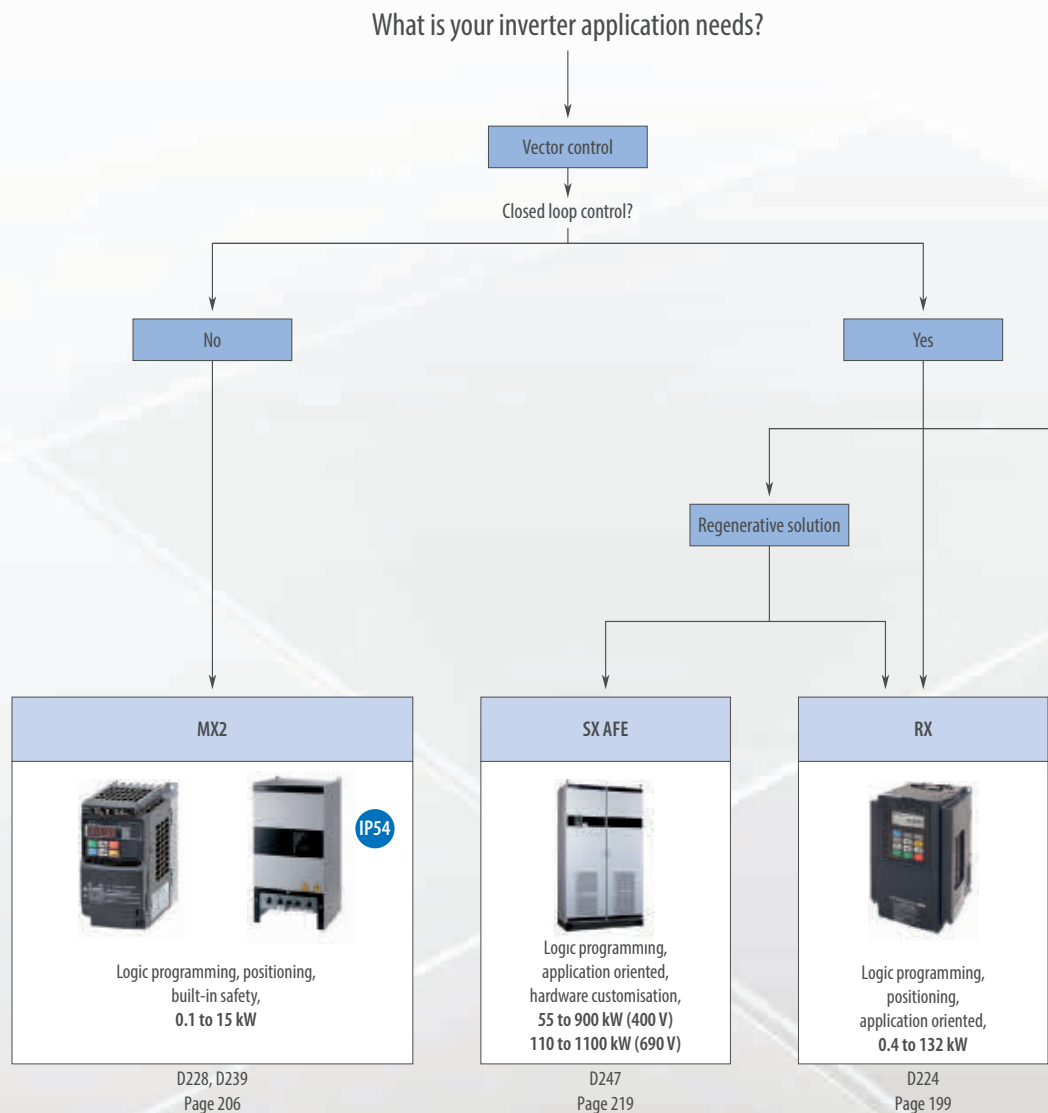 What is your inverter application needs?
Vector control
Closed loop control?
No
Yes
Regenerative solution
MX2
IP54
Logic programming, positioning,
built-in safety,
0.1 to 15 kW
D228, D239
Page 206
SX AFE
Logic programming,
application oriented,
hardware customisation,
55 to 900 kW (400 V)
110 to 1100 kW (690 V)
D247
Page 219
RX
Logic programming,
positioning,
application oriented,
0.4 to 132 kW
D224
Page 199